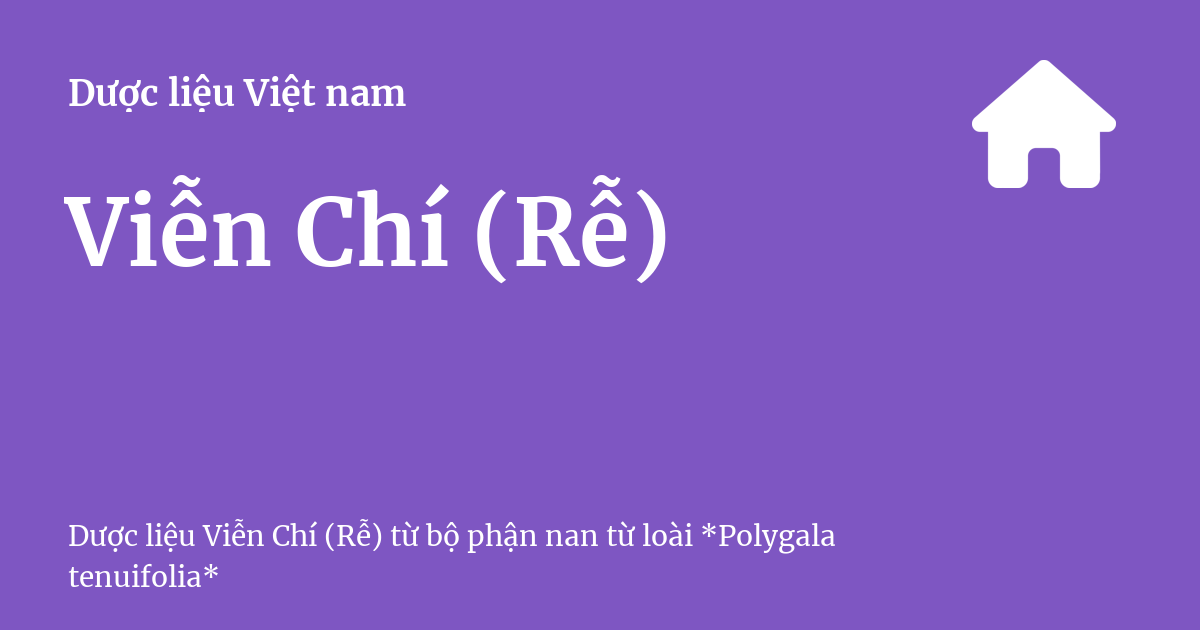 Dược liệu Việt nam
Viễn Chí (Rễ)
Dược liệu Viễn Chí (Rễ) từ bộ phận nan từ loài *Polygala
tenuifolia*